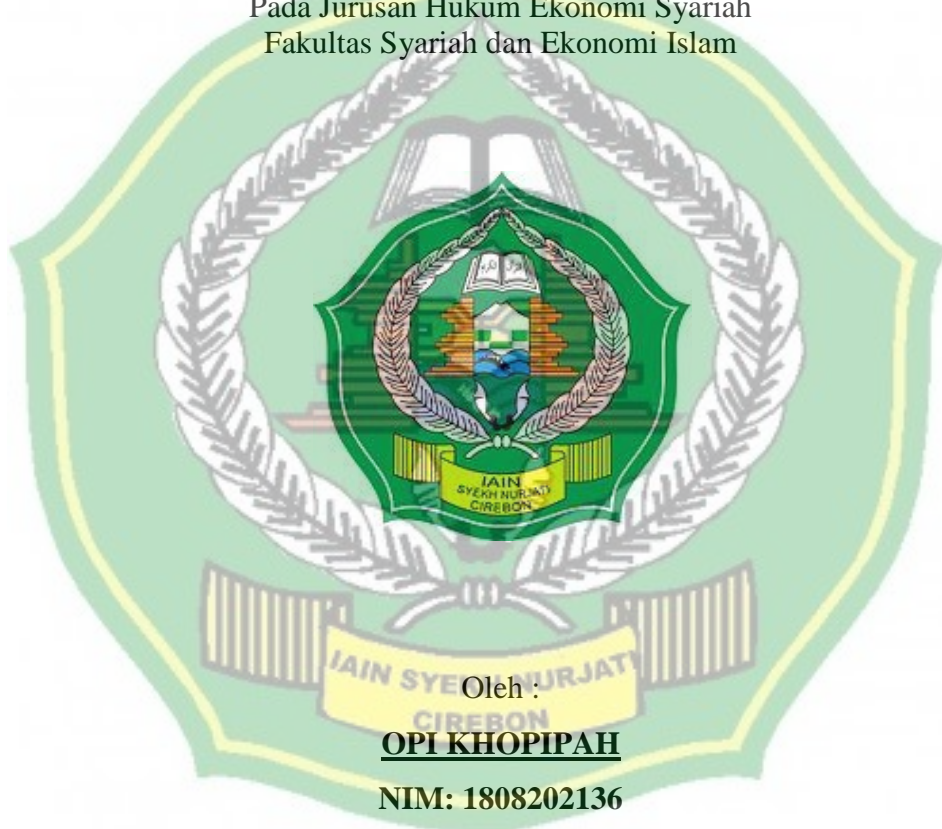 Pada Jurusan Hukum Ekonomi Syariah
Fakultas Syariah dan Ekonomi Islam
IAIN
SYEKH NURJATI
CIREBON
IAIN SYEKH NURJATI
CIREBON
Oleh :
OPI KHOPIPAH
NIM: 1808202136